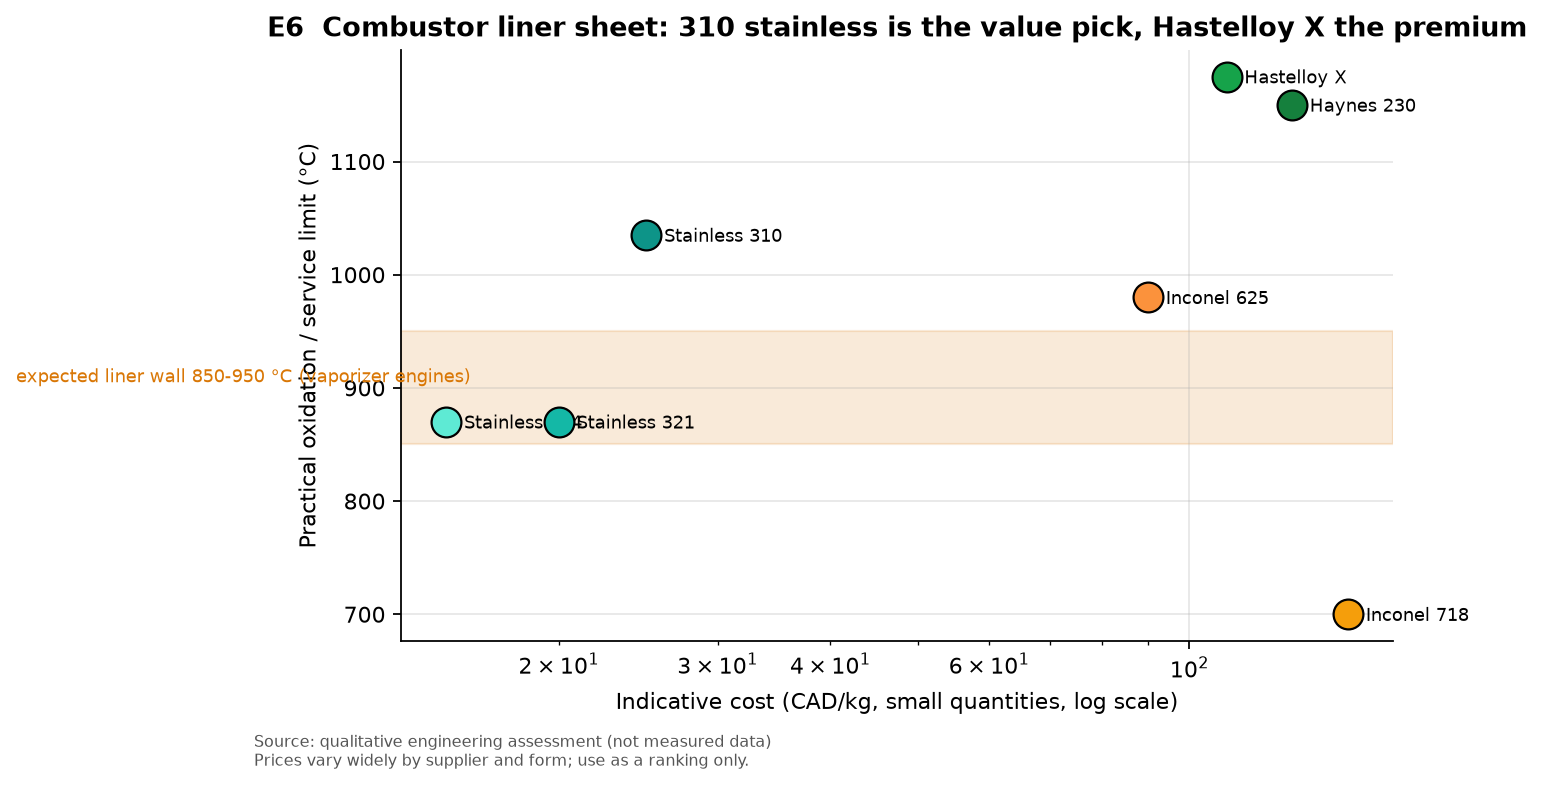 E6  Combustor liner sheet: 310 stainless is the value pick, Hastelloy X the premium
Practical oxidation / service limit (°C)
1100
1000
900
800
700
Hastelloy X
Haynes 230
Stainless 310
Inconel 625
expected liner wall 850-950 °C (vaporizer engines)
Stainless
Stainless 321
Inconel 718
2 × 10¹
3 × 10¹
4 × 10¹
6 × 10¹
10²
Indicative cost (CAD/kg, small quantities, log scale)
Source: qualitative engineering assessment (not measured data)
Prices vary widely by supplier and form; use as a ranking only.